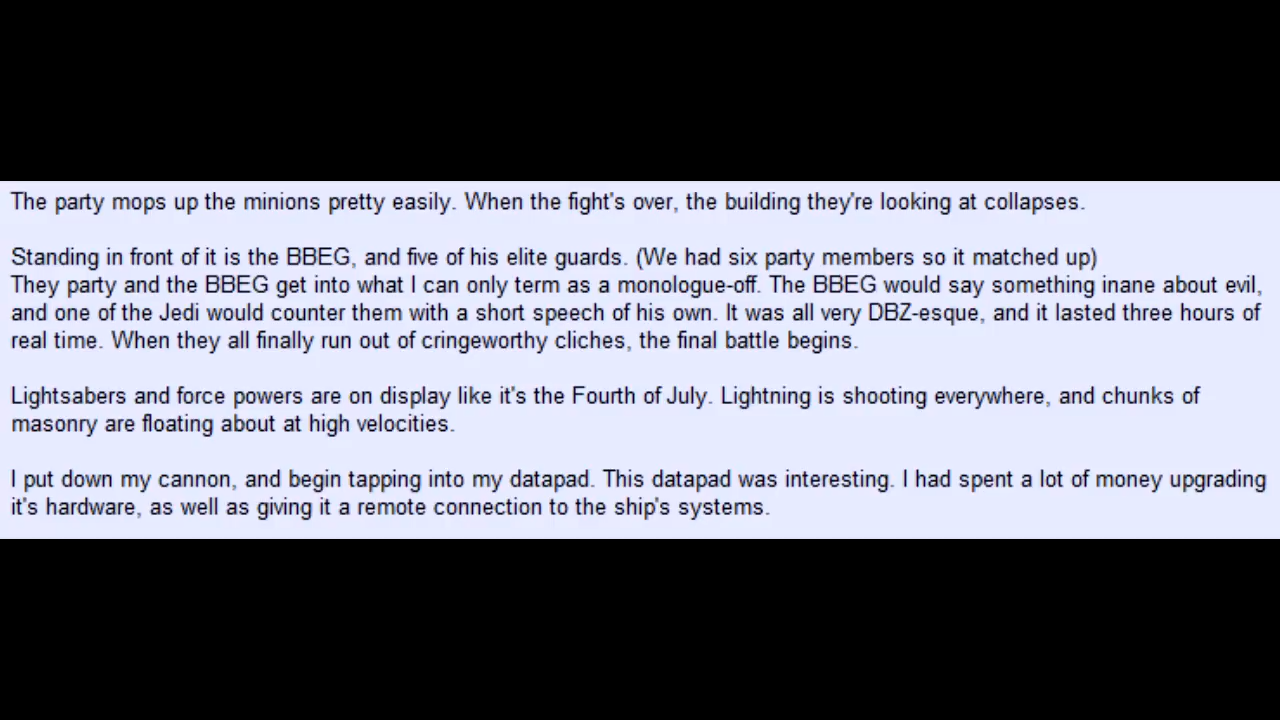 The party mops up the minions pretty easily. When the fight's over, the building they're looking at collapses.
Standing in front of it is the BBEG, and five of his elite guards. (We had six party members so it matched up)
They party and the BBEG get into what I can only term as a monologue-off. The BBEG would say something inane about evil,
and one of the Jedi would counter them with a short speech of his own. It was all very DBZ-esque, and it lasted three hours of
real time. When they all finally run out of cringeworthy cliches, the final battle begins.
Lightsabers and force powers are on display like it's the Fourth of July. Lightning is shooting everywhere, and chunks of
masonry are floating about at high velocities.
I put down my cannon, and begin tapping into my datapad. This datapad was interesting. I had spent a lot of money upgrading
it's hardware, as well as giving it a remote connection to the ship's systems.